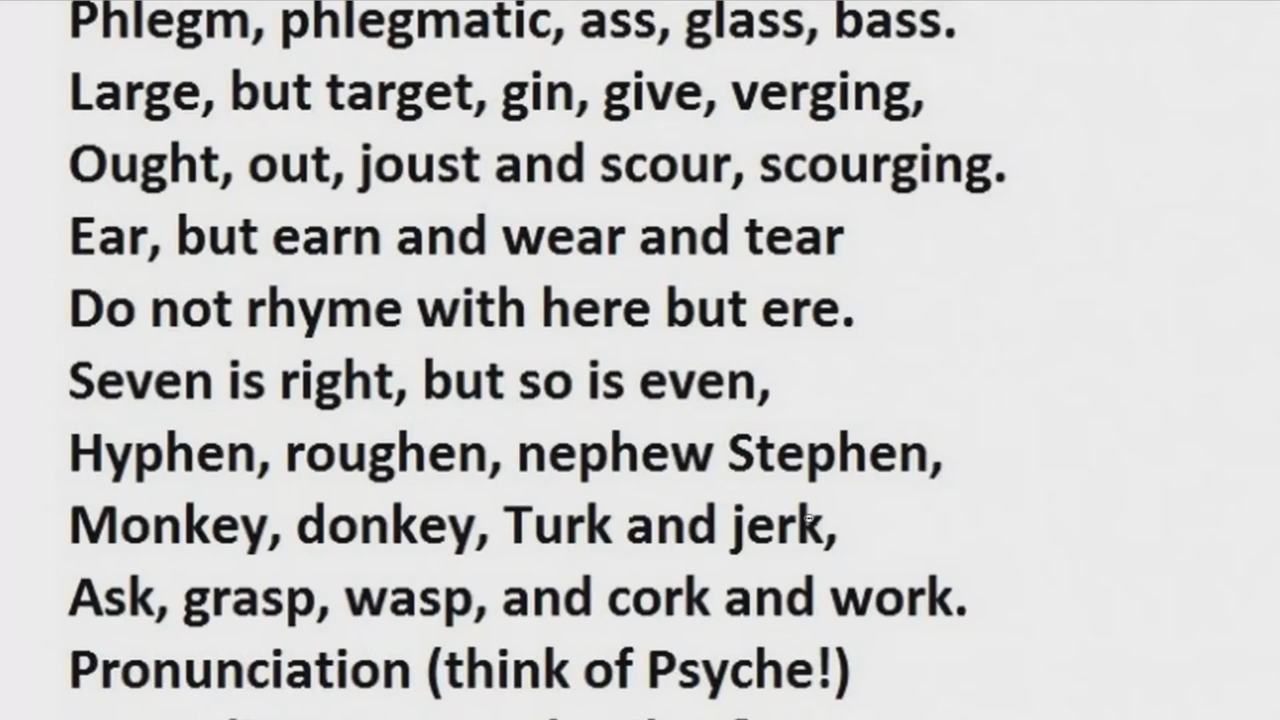 Phlegm, phlegmatic, ass, glass, bass.
Large, but target, gin, give, verging,
Ought, out, joust and scour, scourging.
Ear, but earn and wear and tear
Do not rhyme with here but ere.
Seven is right, but so is even,
Hyphen, roughen, nephew Stephen,
Monkey, donkey, Turk and jerk,
Ask, grasp, wasp, and cork and work.
Pronunciation (think of Psyche!)